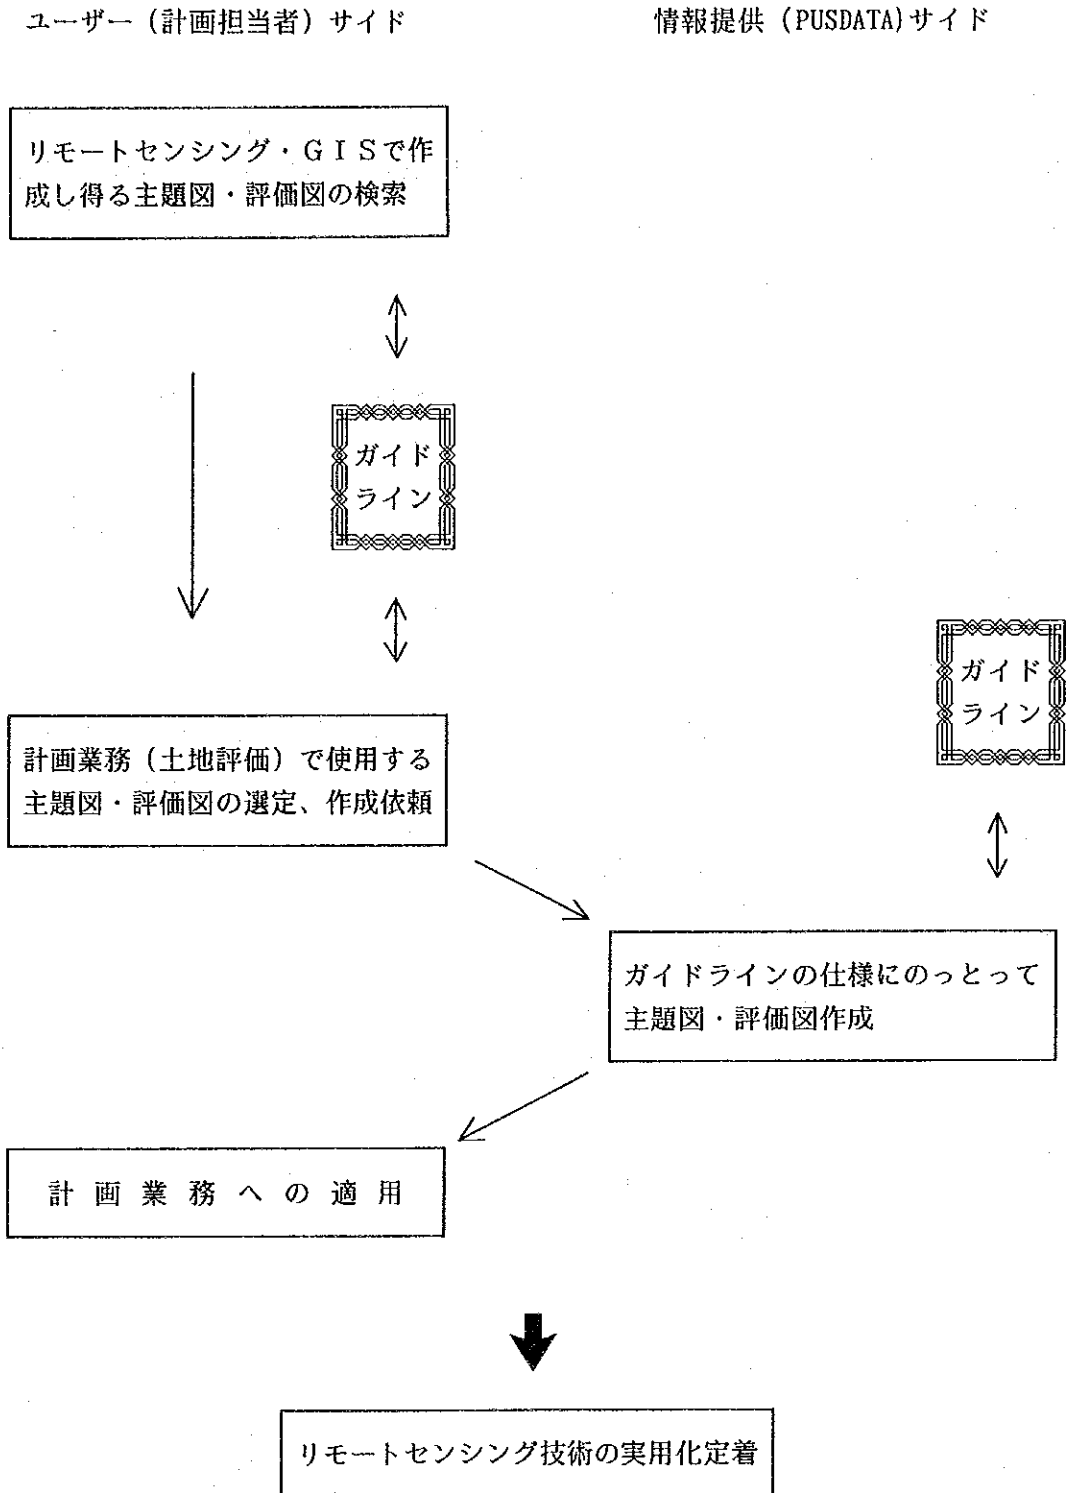 ユーザー（計画担当者）サイド
情報提供（PUSDATA)サイド
リモートセンシング・ＧＩＳで作
成し得る主題図・評価図の検索
ガイド
ライン
ガイド
ライン
計画業務（土地評価）で使用する
主題図・評価図の選定、作成依頼
ガイドラインの仕様にのっとって
主題図・評価図作成
計画業務への適用
リモートセンシング技術の実用化定着